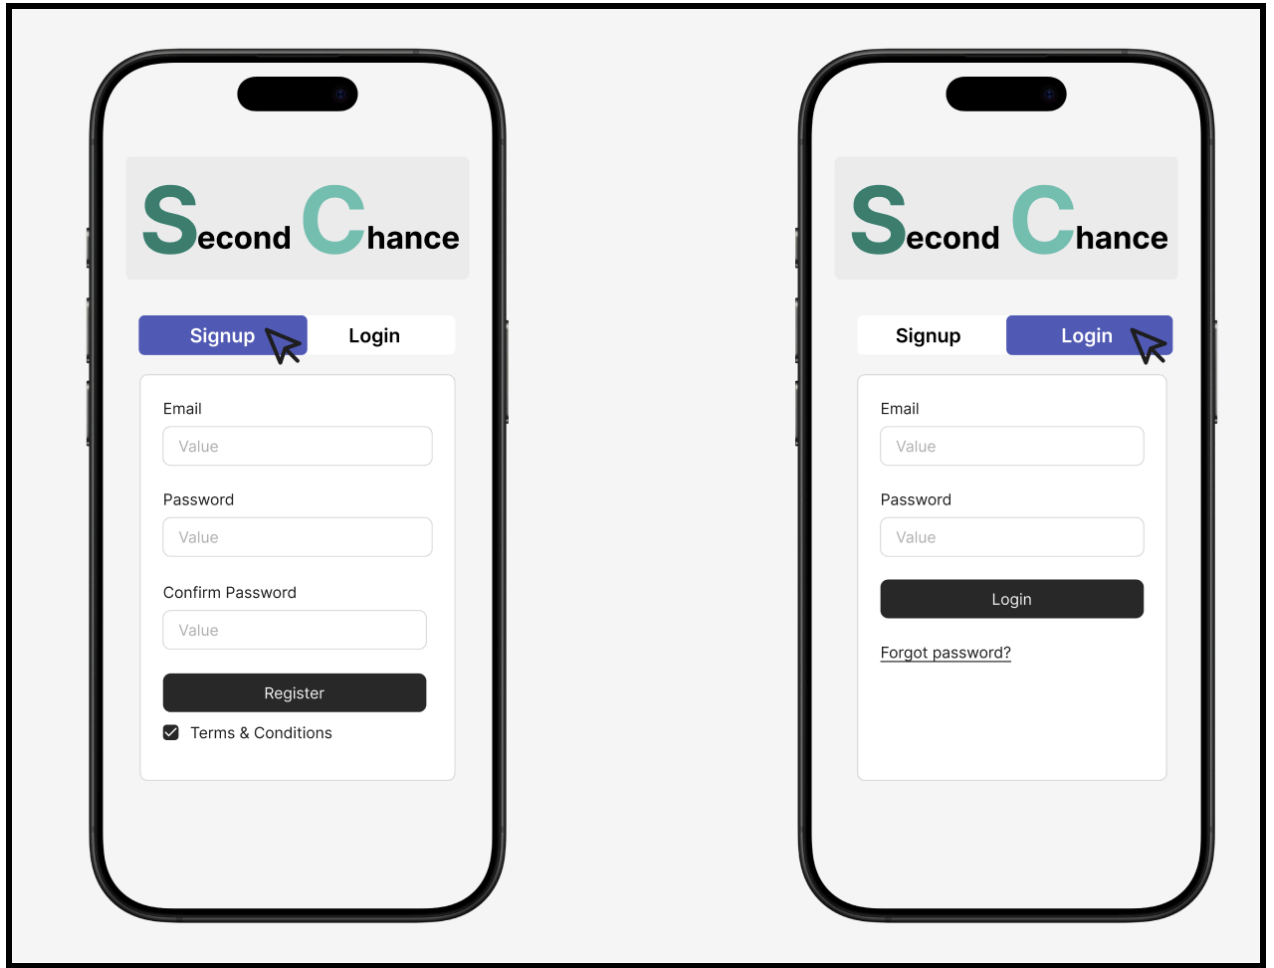 Second Chance
Signup Login
Email
Value
Password
Value
Confirm Password
Value
Register
Terms & Conditions
Second Chance
Signup Login
Email
Value
Password
Value
Login
Forgot password?